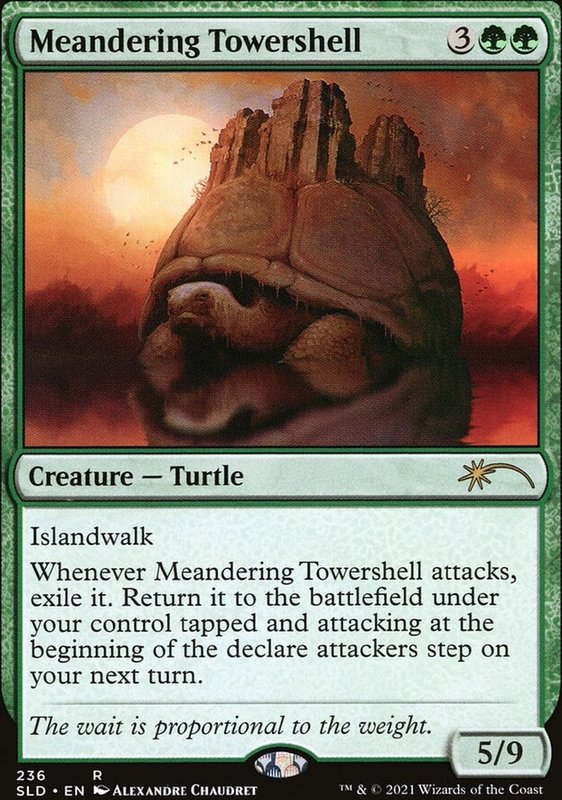 Meandering Towershell 3
Creature — Turtle
Islandwalk
Whenever Meandering Towershell attacks,
exile it. Return it to the battlefield under
your control tapped and attacking at the
beginning of the declare attackers step on
your next turn.
The wait is proportional to the weight.
5/9
236 R
SLD • EN Alexandre Chaudret ™ & © 2021 Wizards of the Coast